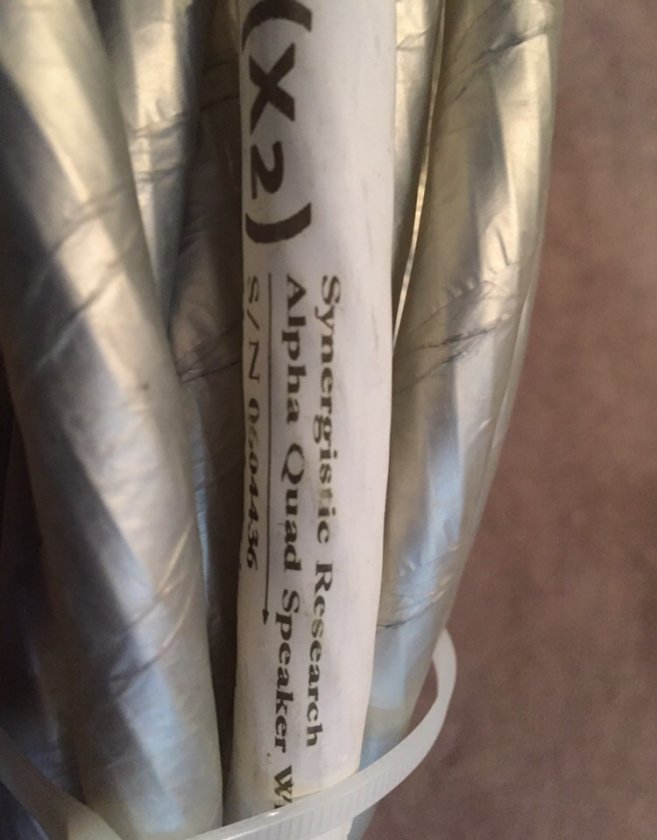 (X2)
Synergistic Research
Alpha Quad Speaker